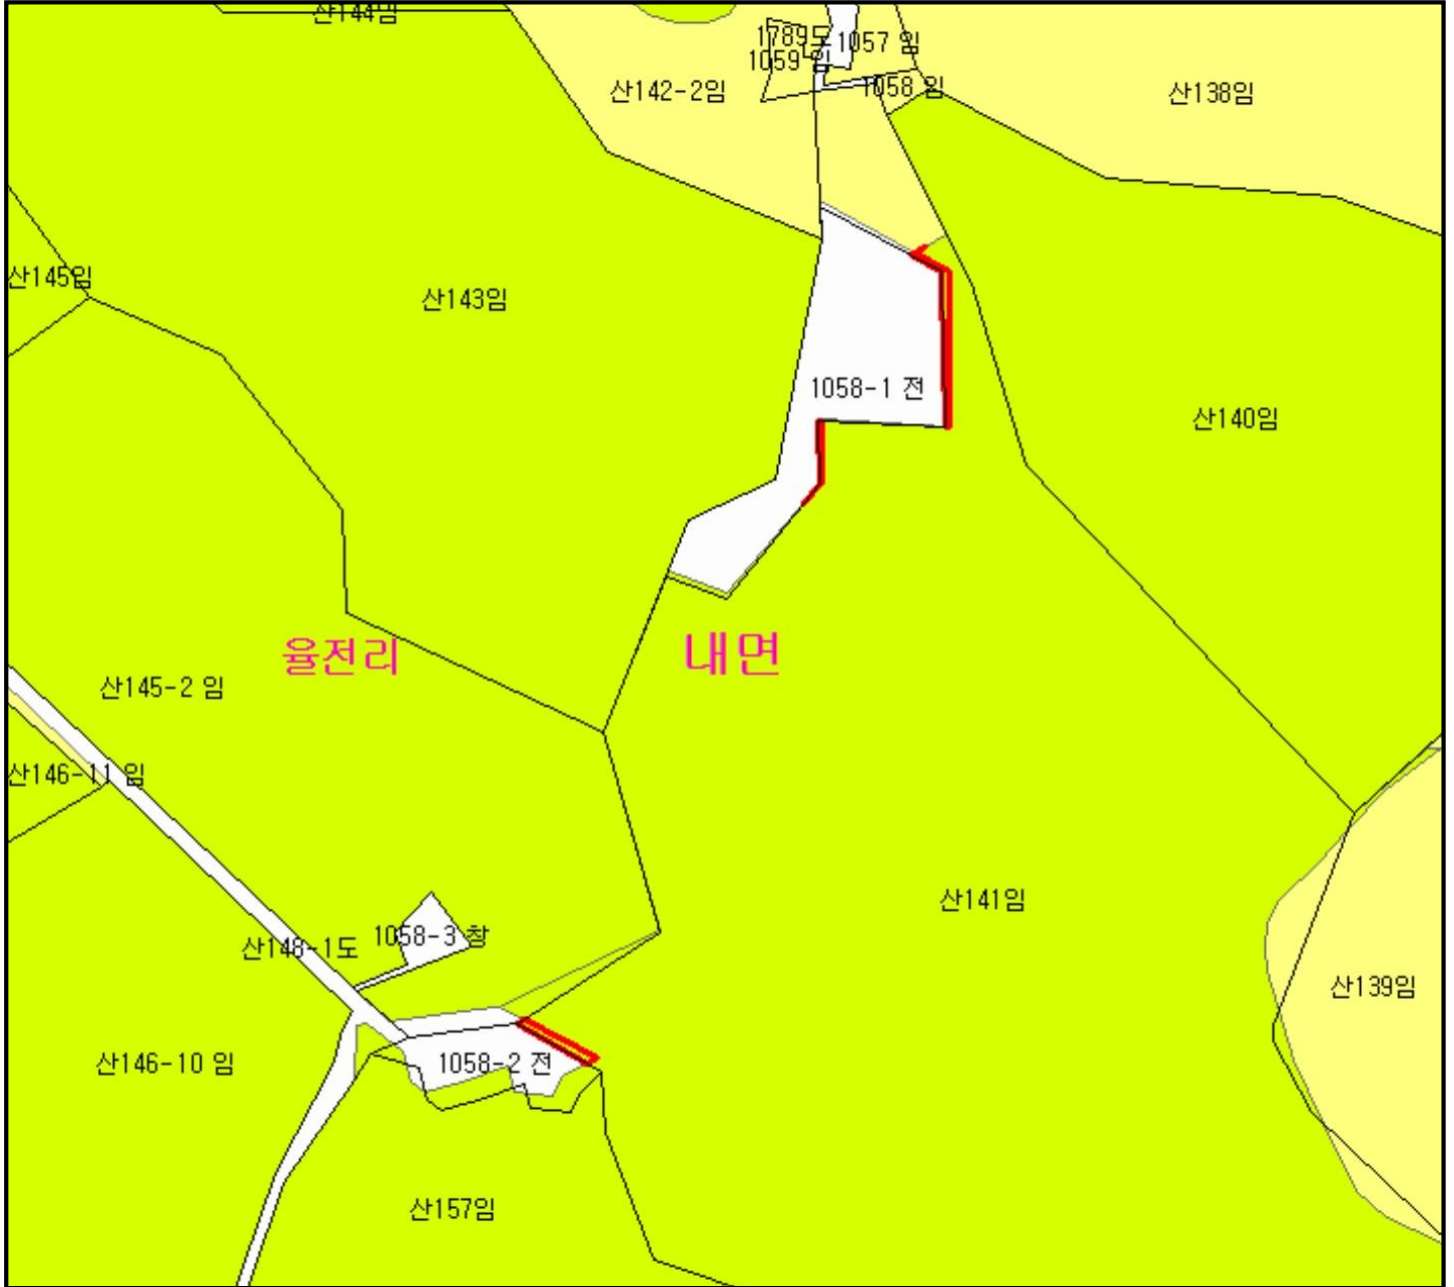 산144임
1789도
1057 임
1059 임
산142-2임
1058 임
산138임
산145임
산143임
1058-1 전
산140임
율전리
내면
산145-2 임
산146-11 임
산141임
1058-3 창
산148-1도
산139임
산146-10 임
1058-2 전
산157임